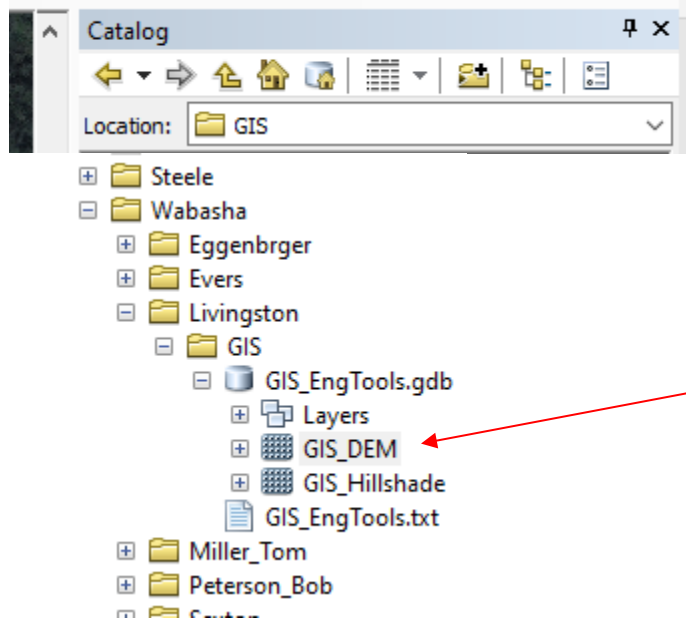 Catalog
Location: GIS
Steele
Wabasha
Eggenbrger
Evers
Livingston
GIS
GIS_EngTools.gdb
Layers
GIS_DEM
GIS_Hillshade
GIS_EngTools.txt
Miller_Tom
Peterson_Bob